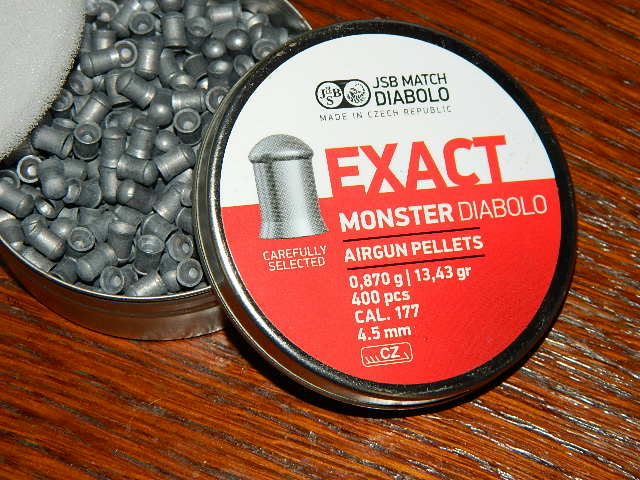 JSB
JSB MATCH
DIABOLO
MADE IN CZECH REPUBLIC
EXACT
MONSTER DIABOLO
CAREFULLY
SELECTED
AIRGUN PELLETS
0,870 g | 13,43 gr
400 pcs
CAL. 177
4.5 mm
CZ